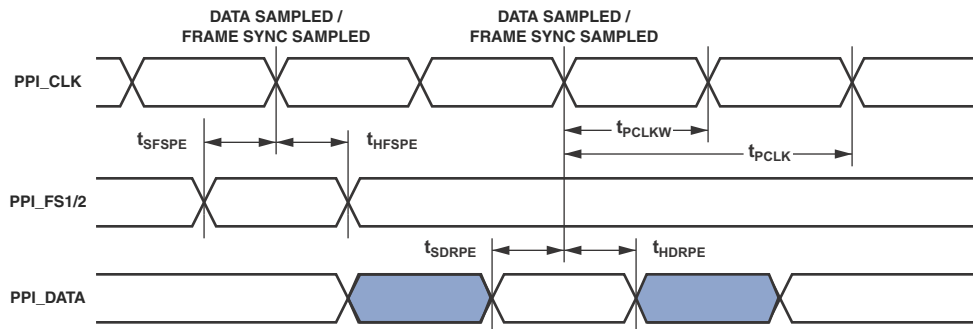 DATA SAMPLED /
FRAME SYNC SAMPLED
DATA SAMPLED /
FRAME SYNC SAMPLED
PPI_CLK
tPCLKW
tSFSPE
tHFSPE
tPCLK
PPI_FS1/2
tSDRPE
tHDRPE
PPI_DATA